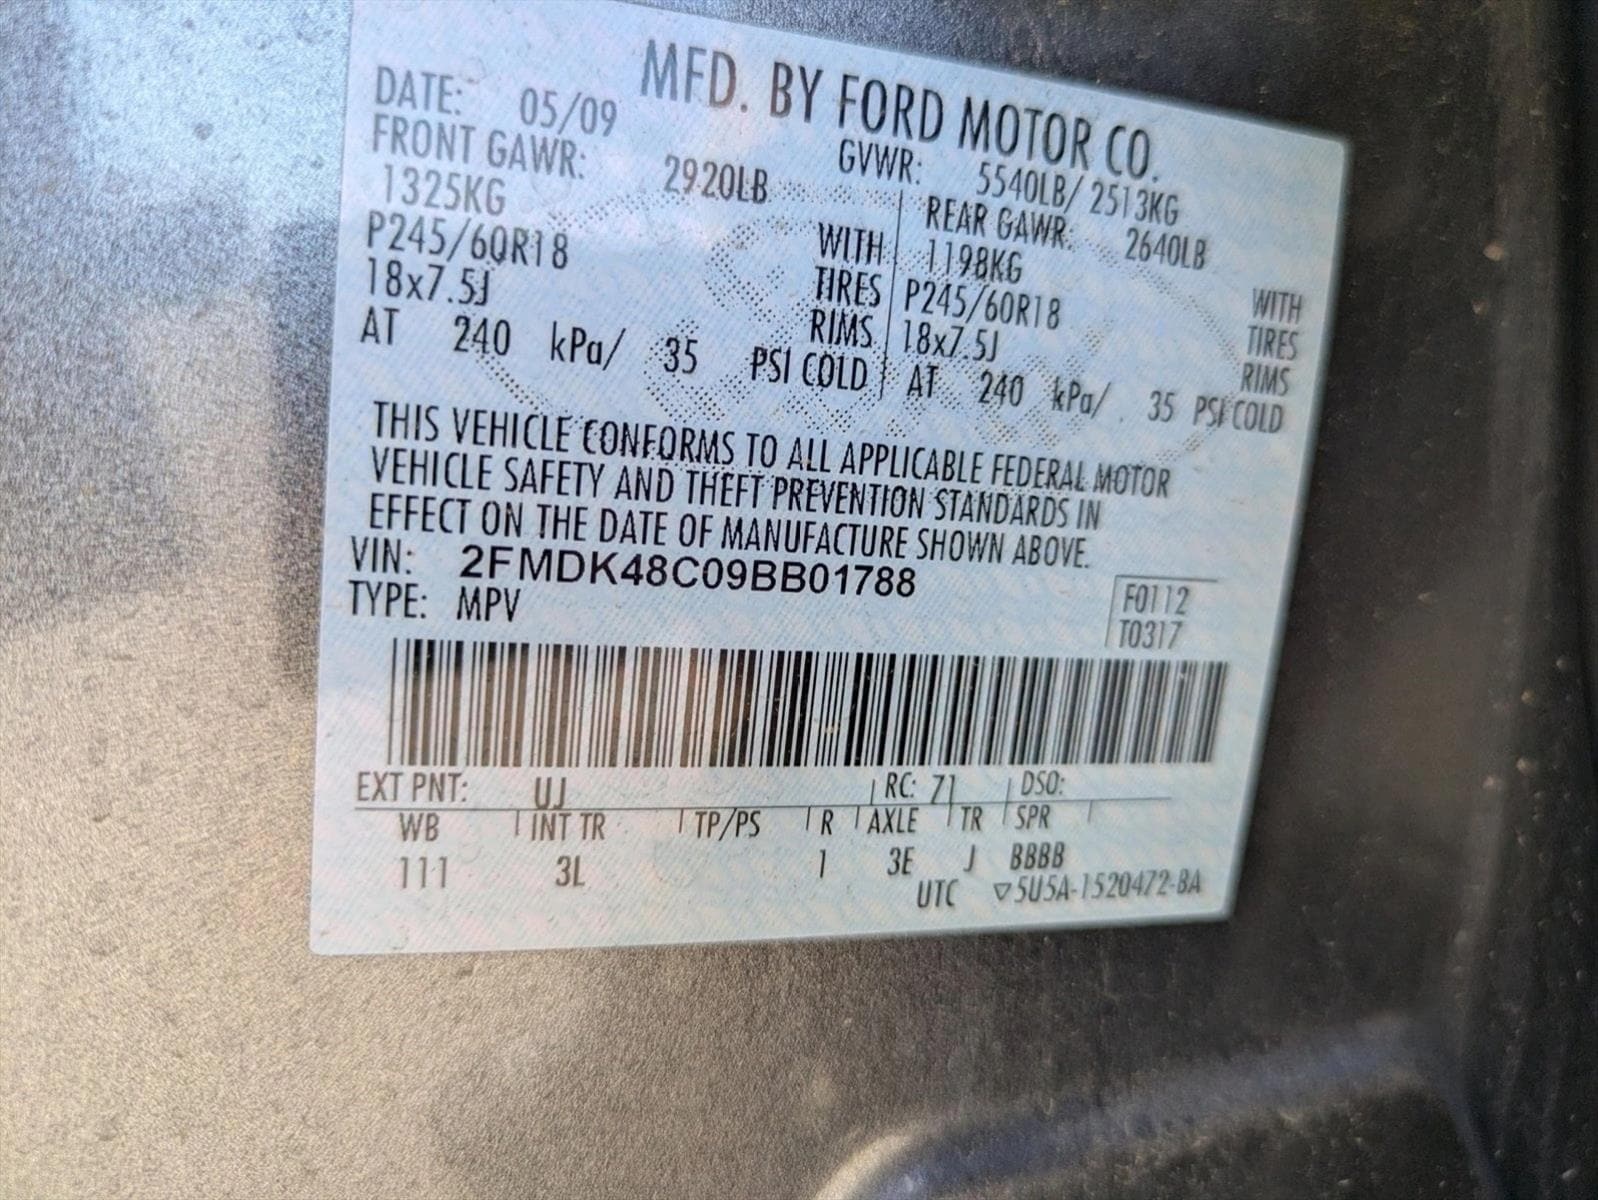 MFD. BY FORD MOTOR CO.
DATE: 05/09 GVWR: 5540LB/ 2513KG
FRONT GAWR: 2920LB REAR GAWR: 2640LB
1325KG WITH 1198KG WITH
P245/60R18 TIRES P245/60R18 TIRES
18x7.5J RIMS 18x7.5J RIMS
AT 240 kPa/ 35 PSI COLD AT 240 kPa/ 35 PSI COLD
THIS VEHICLE CONFORMS TO ALL APPLICABLE FEDERAL MOTOR
VEHICLE SAFETY AND THEFT PREVENTION STANDARDS IN
EFFECT ON THE DATE OF MANUFACTURE SHOWN ABOVE.
VIN: 2FMDK48C09BB01788
TYPE: MPV
F0112
T0317
EXT PNT: UJ RC: 71 DSO:
WB INT TR TP/PS R AXLE TR SPR
111 3L 1 3E J BBBB
UTC ▽5U5A-1520472-BA